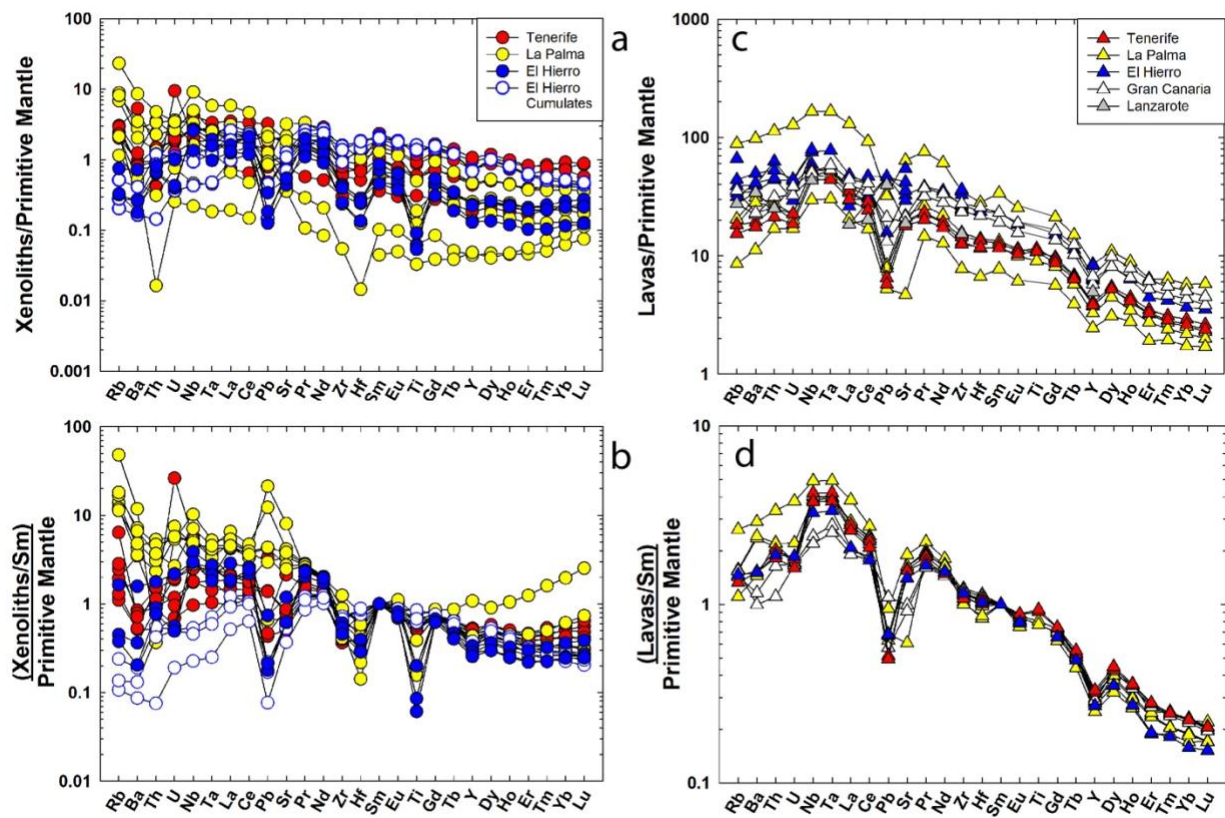 100
10
1
0.1
0.01
0.001
Xenoliths/Primitive Mantle
Tenerife
La Palma
El Hierro
El Hierro
Cumulates
a
Rb Ba Th U Nb Ta La Ce Pb Sr Pr Nd Zr Hf Sm Eu Ti Gd Tb Y Dy Ho Er Tm Yb Lu
1000
100
10
1
Lavas/Primitive Mantle
c
Tenerife
La Palma
El Hierro
Gran Canaria
Lanzarote
Rb Ba Th U Nb Ta La Ce Pb Sr Pr Nd Zr Hf Sm Eu Ti Gd Tb Y Dy Ho Er Tm Yb Lu
100
10
1
0.1
0.01
(Xenoliths/Sm)
Primitive Mantle
b
Rb Ba Th U Nb Ta La Ce Pb Sr Pr Nd Zr Hf Sm Eu Ti Gd Tb Y Dy Ho Er Tm Yb Lu
10
1
0.1
(Lavas/Sm)
Primitive Mantle
d
Rb Ba Th U Nb Ta La Ce Pb Sr Pr Nd Zr Hf Sm Eu Ti Gd Tb Y Dy Ho Er Tm Yb Lu